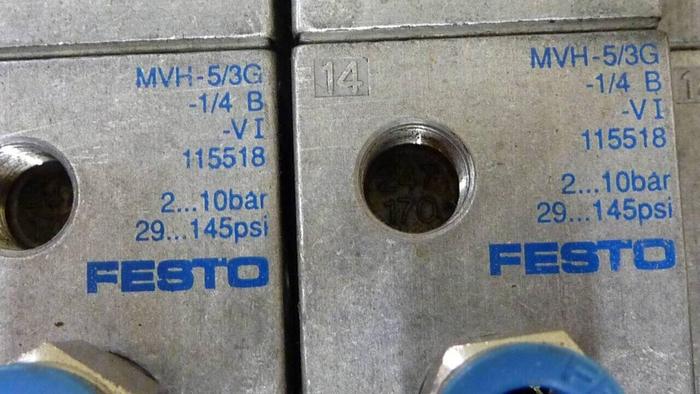 MVH-5/3G
-1/4 B
-VI
115518
2...10bar
29...145psi
FESTO
14
MVH-5/3G
-1/4 B
-VI
115518
2...10bar
29...145psi
FESTO